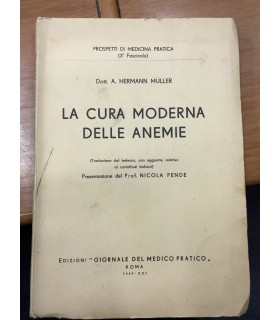 PROSPETTI DI MEDICINA PRATICA
(3° Fascicolo)
DOTT. A. HERMANN MÜLLER
LA CURA MODERNA
DELLE ANEMIE
(Traduzione dal tedesco, con aggiunte relative
ai contributi italiani)
Presentazione del Prof. NICOLA PENDE
EDIZIONI "GIORNALE DEL MEDICO PRATICO"
ROMA